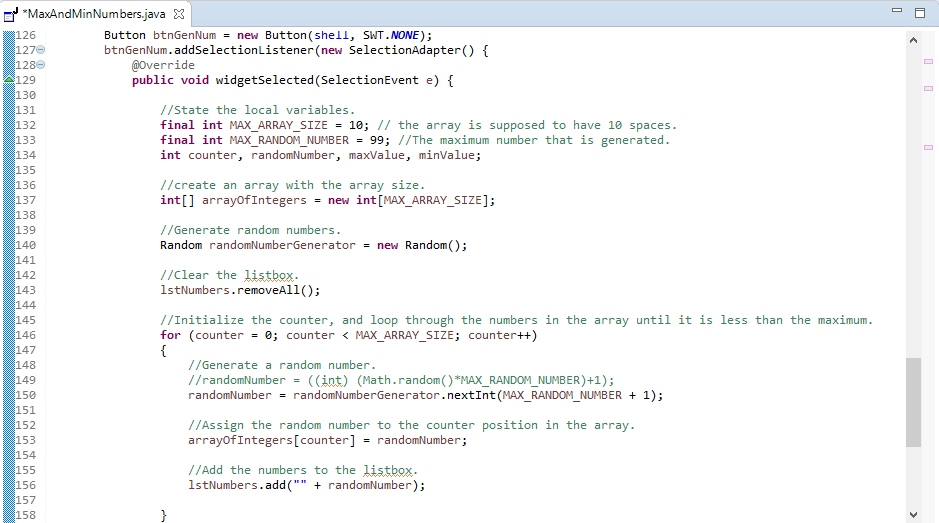 *MaxAndMinNumbers.java
126 Button btnGenNum = new Button(shell, SWT.NONE);
127 btnGenNum.addSelectionListener(new SelectionAdapter() {
128 @Override
129 public void widgetSelected(SelectionEvent e) {
130
131 //State the local variables.
132 final int MAX_ARRAY_SIZE = 10; // the array is supposed to have 10 spaces.
133 final int MAX_RANDOM_NUMBER = 99; //The maximum number that is generated.
134 int counter, randomNumber, maxValue, minValue;
135
136 //create an array with the array size.
137 int[] arrayOfIntegers = new int[MAX_ARRAY_SIZE];
138
139 //Generate random numbers.
140 Random randomNumberGenerator = new Random();
141
142 //Clear the listbox.
143 lstNumbers.removeAll();
144
145 //Initialize the counter, and loop through the numbers in the array until it is less than the maximum.
146 for (counter = 0; counter < MAX_ARRAY_SIZE; counter++)
147 {
148 //Generate a random number.
149 //randomNumber = ((int) (Math.random()*MAX_RANDOM_NUMBER)+1);
150 randomNumber = randomNumberGenerator.nextInt(MAX_RANDOM_NUMBER + 1);
151
152 //Assign the random number to the counter position in the array.
153 arrayOfIntegers[counter] = randomNumber;
154
155 //Add the numbers to the listbox.
156 lstNumbers.add("" + randomNumber);
157
158 }